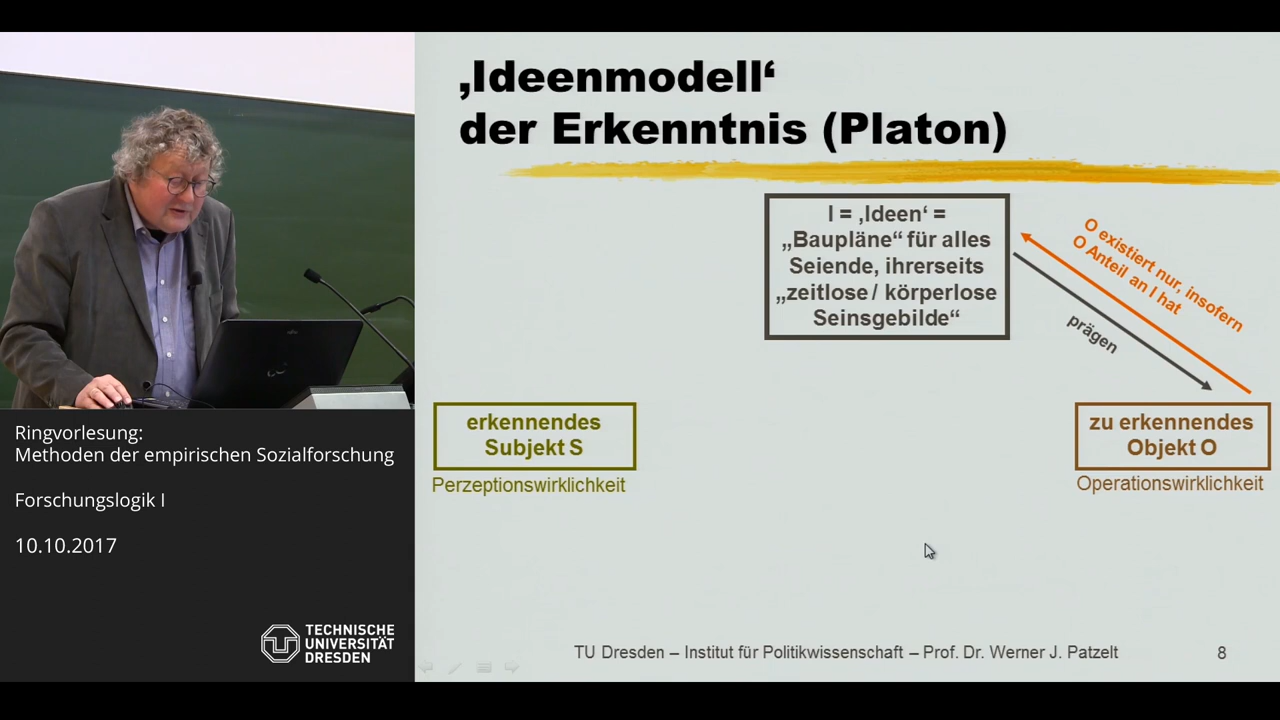 ‚Ideenmodell‘
der Erkenntnis (Platon)
I = ‚Ideen‘ =
„Baupläne“ für alles
Seiende, ihrerseits
„zeitlose / körperlose
Seinsgebilde“
O existiert nur, insofern
O Anteil an I hat
prägen
erkennendes
Subjekt S
Perzeptionswirklichkeit
zu erkennendes
Objekt O
Operationswirklichkeit
TU Dresden – Institut für Politikwissenschaft – Prof. Dr. Werner J. Patzelt
8
Ringvorlesung:
Methoden der empirischen Sozialforschung
Forschungslogik I
10.10.2017
TECHNISCHE
UNIVERSITÄT
DRESDEN